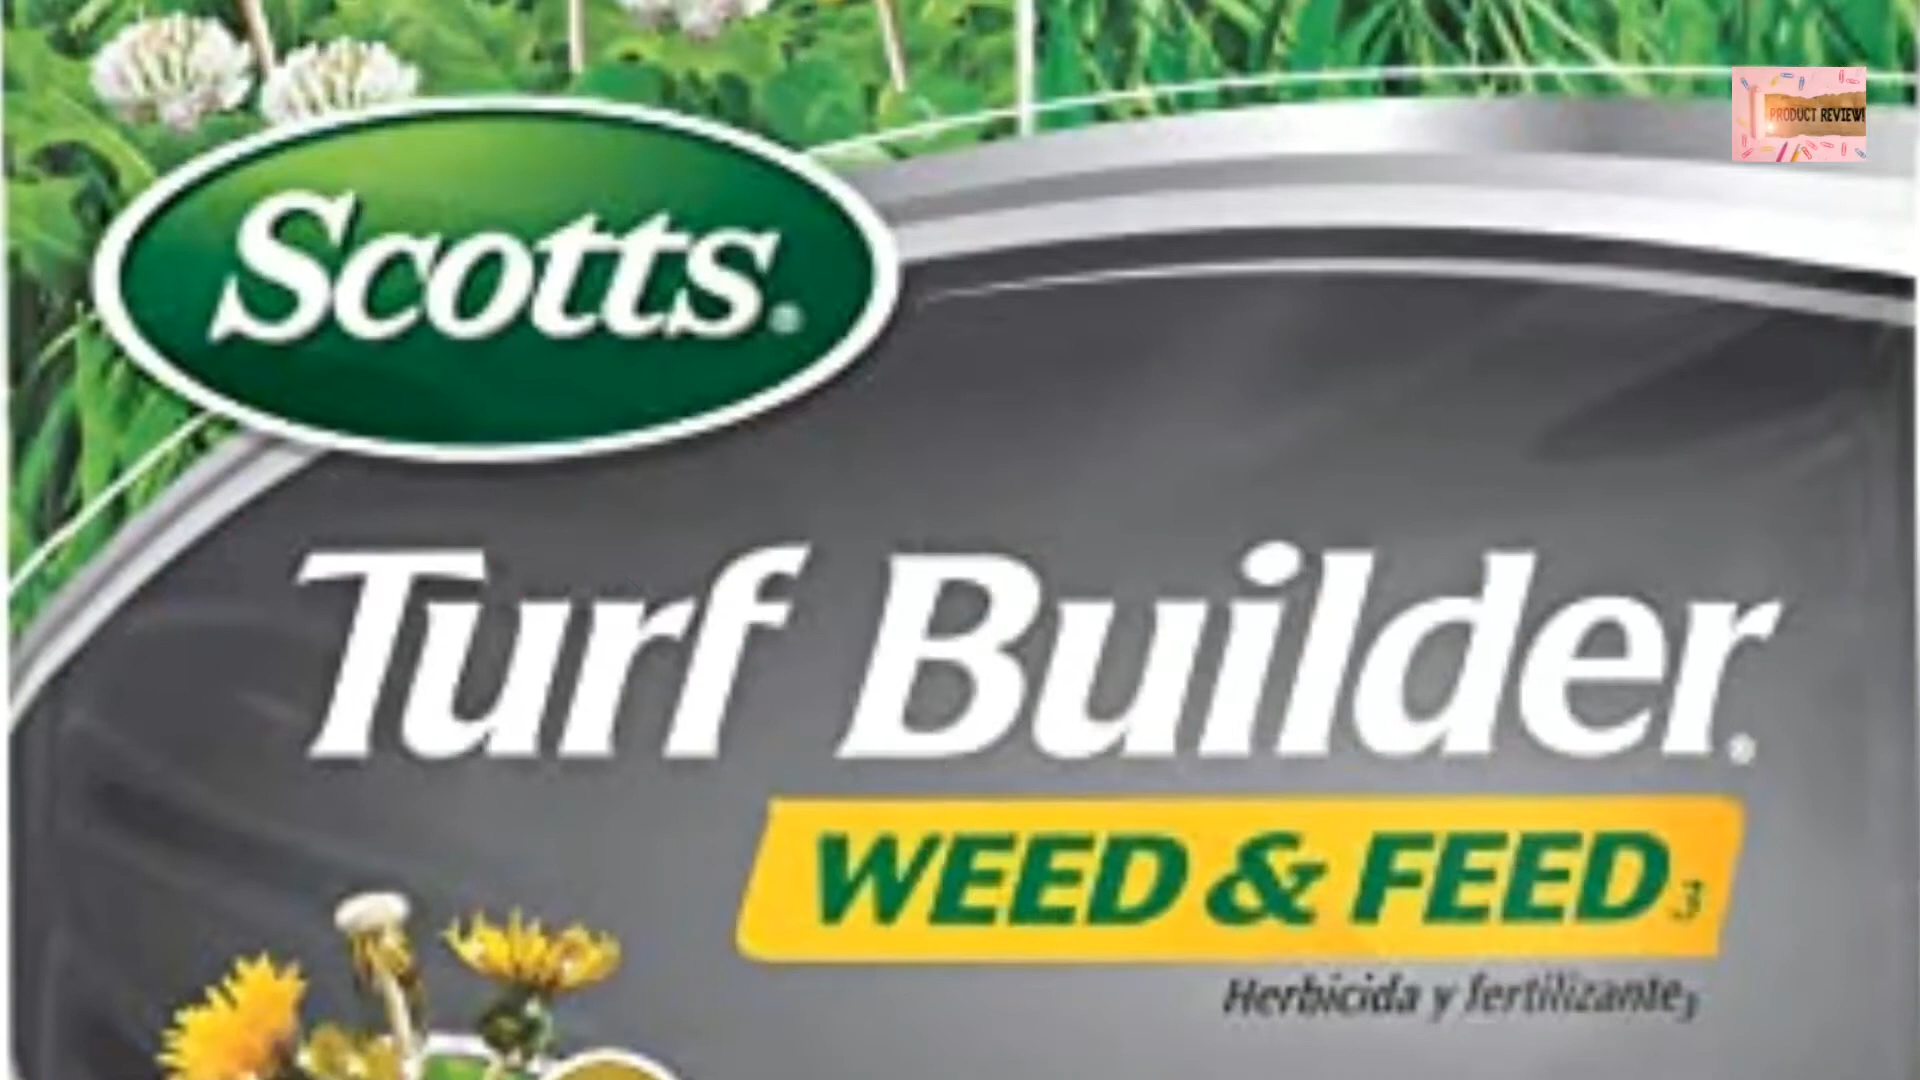 PRODUCT REVIEW!
Scotts®
Turf Builder®
WEED & FEED3
Herbicida y fertilizante3